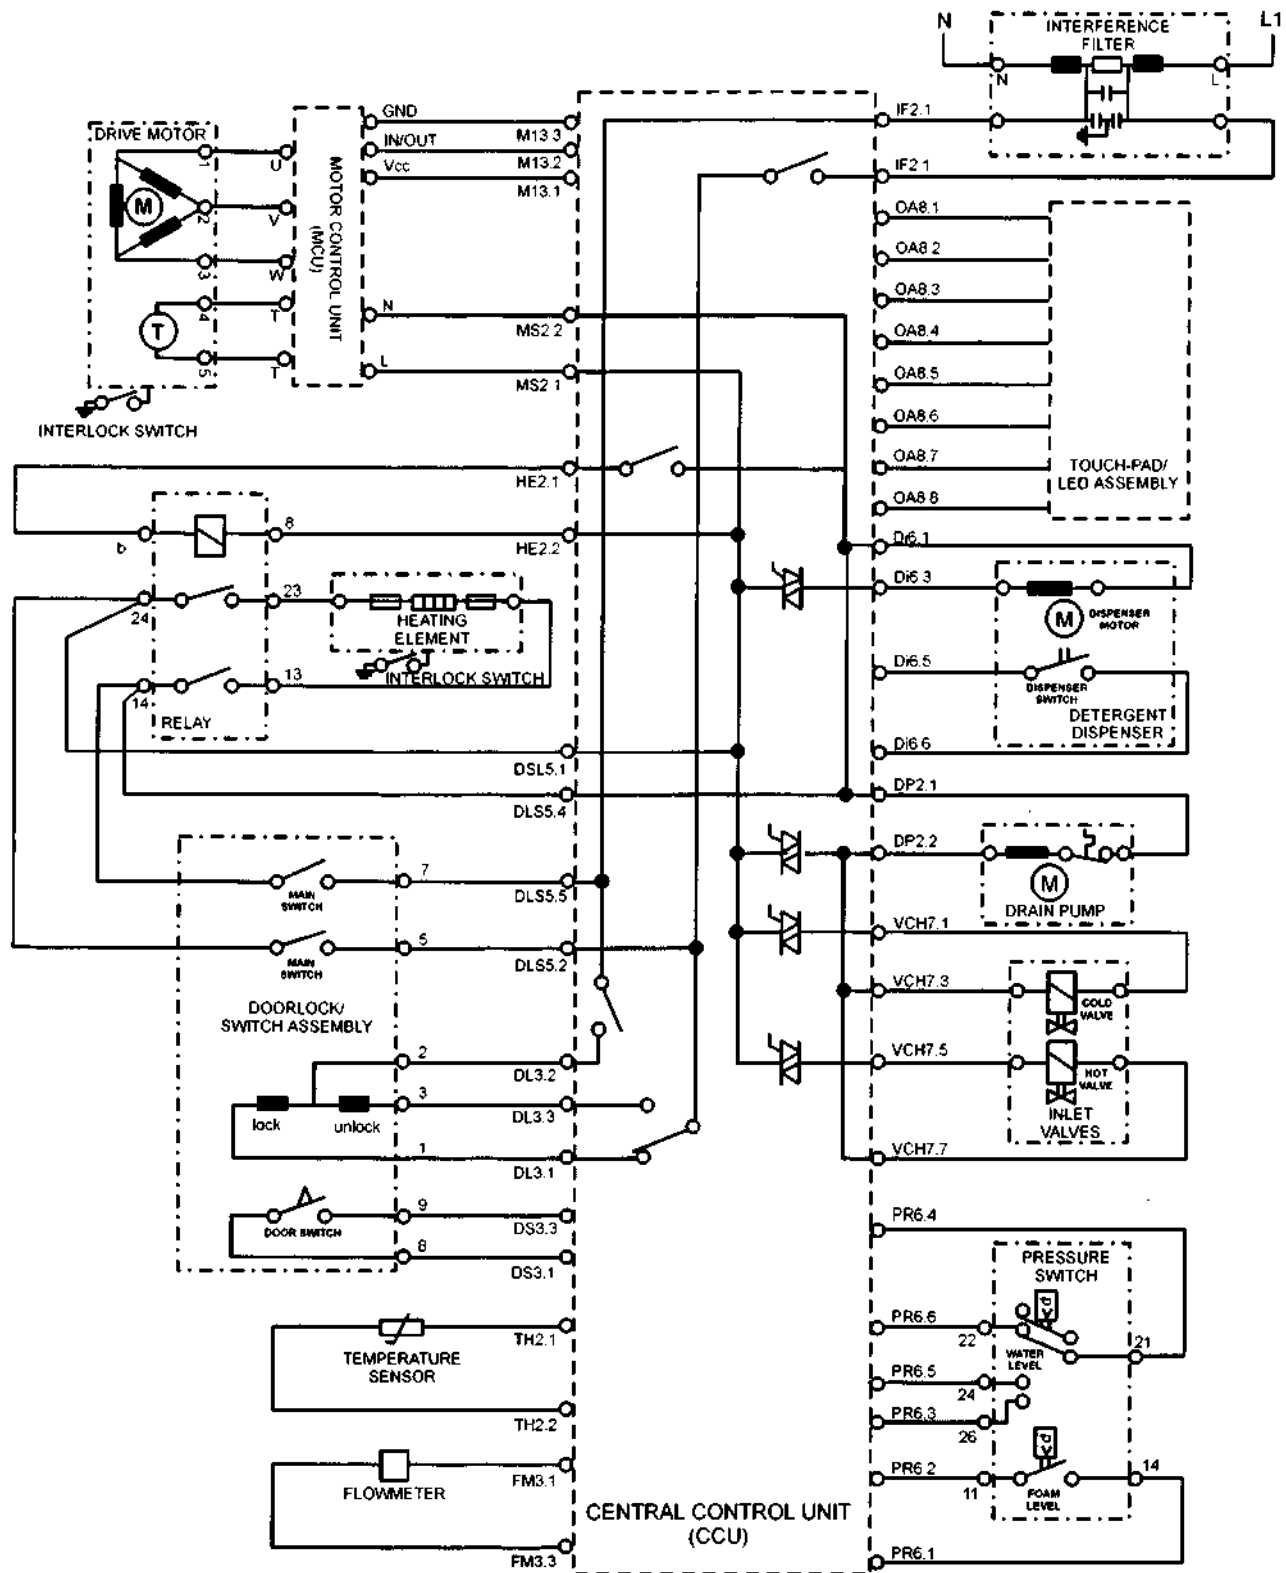 N
L1
INTERFERENCE
FILTER
N
L
IF2.1
IF2 1
DRIVE MOTOR
1
2
3
4
5
M
T
U
V
W
T
T
MOTOR CONTROL UNIT
(MCU)
GND
IN/OUT
Vcc
N
L
M13.3
M13.2
M13.1
MS2.2
MS2 1
INTERLOCK SWITCH
OA8.1
OA8 2
OA8.3
OA8.4
OA8.5
OA8.6
OA8.7
OA8 8
TOUCH-PAD/
LED ASSEMBLY
HE2.1
HE2.2
b
8
24
23
14
13
RELAY
HEATING
ELEMENT
INTERLOCK SWITCH
DSL5.1
DLS5.4
Di6.1
Di6.3
Di6.5
Di6 6
M
DISPENSER
MOTOR
DISPENSER
SWITCH
DETERGENT
DISPENSER
DP2.1
DP2.2
M
DRAIN PUMP
MAIN
SWITCH
7
DLS5.5
MAIN
SWITCH
5
DLS5.2
DOORLOCK/
SWITCH ASSEMBLY
2
DL3.2
lock
unlock
3
DL3.3
1
DL3.1
DOOR SWITCH
9
DS3.3
8
DS3.1
VCH7.1
VCH7.3
VCH7.5
VCH7.7
COLD
VALVE
HOT
VALVE
INLET
VALVES
TEMPERATURE
SENSOR
TH2.1
TH2.2
FLOWMETER
FM3.1
FM3.3
CENTRAL CONTROL UNIT
(CCU)
PR6.4
PRESSURE
SWITCH
PR6.6
22
WATER
LEVEL
21
PR6.5
24
PR6.3
26
PR6.2
11
FOAM
LEVEL
14
PR6.1